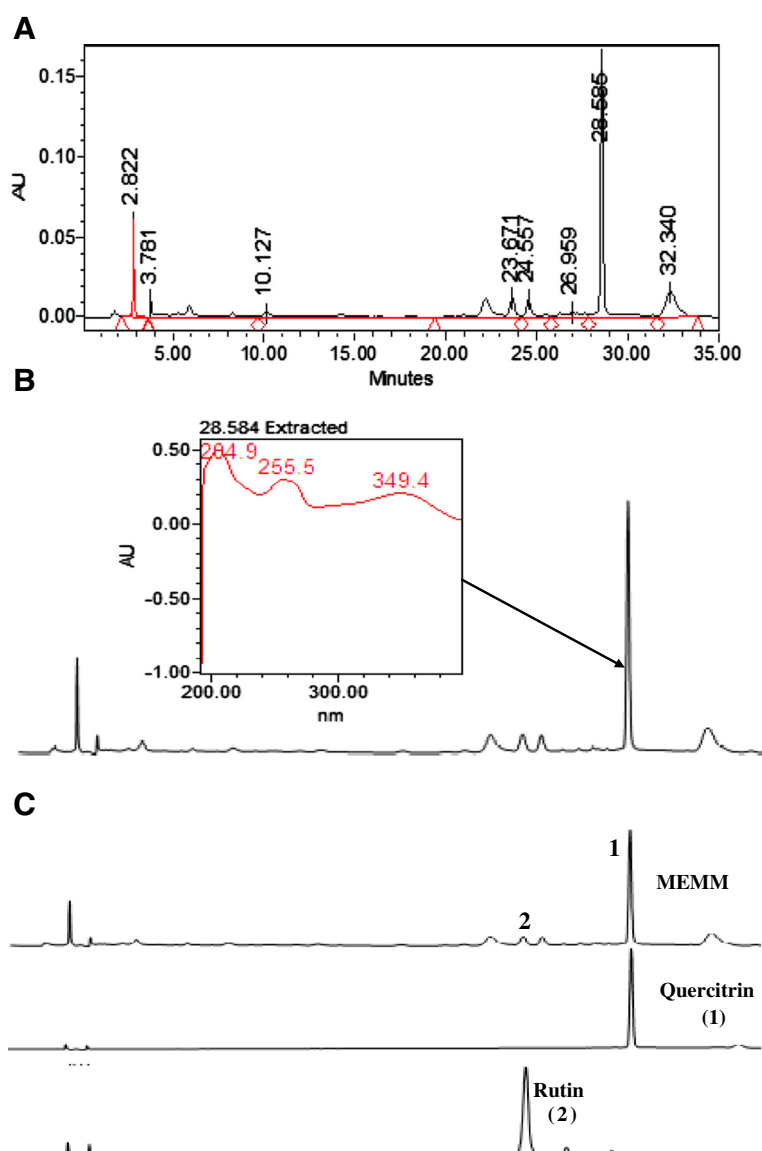 A
0.15
0.10
0.05
0.00
AU
2.822
3.781
10.127
23.671
24.557
26.959
28.585
32.340
5.00 10.00 15.00 20.00 25.00 30.00 35.00
Minutes
B
28.584 Extracted
0.50
0.00
-0.50
-1.00
AU
204.9
255.5
349.4
200.00 300.00
nm
C
1
MEMM
2
Quercitrin
(1)
Rutin
(2)